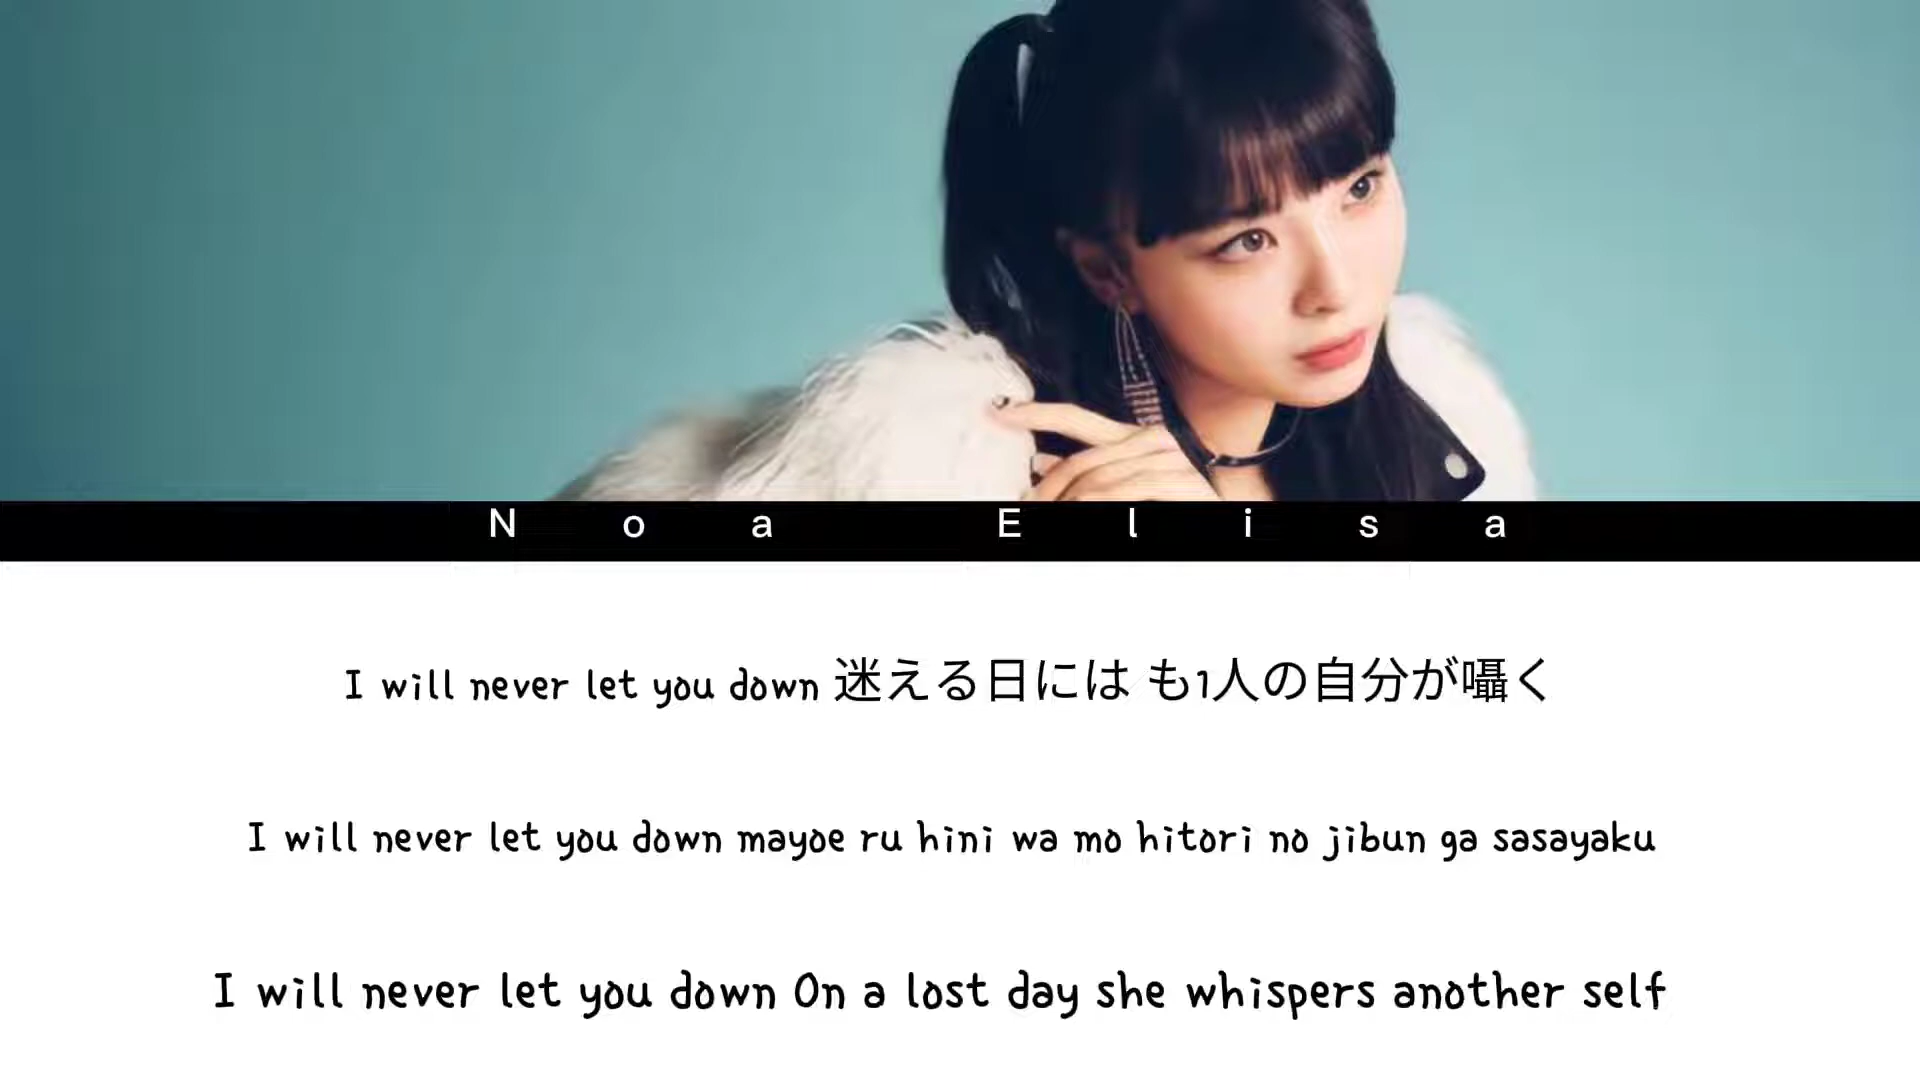 Noa Elisa
I will never let you down 迷える日には も1人の自分が囁く
I will never let you down mayoe ru hini wa mo hitori no jibun ga sasayaku
I will never let you down On a lost day she whispers another self